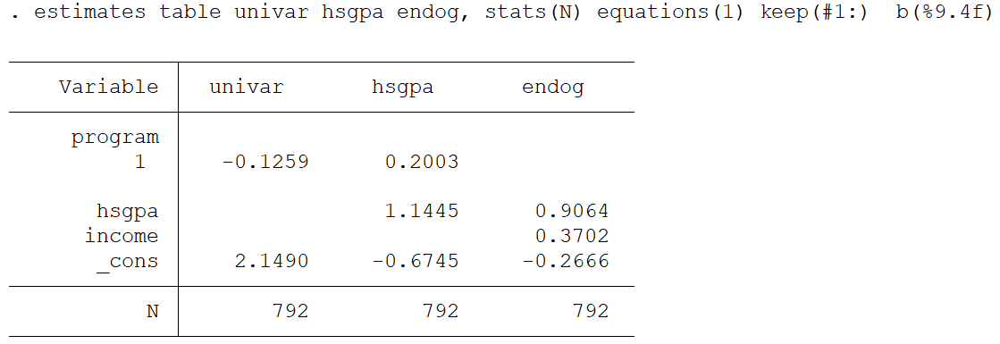 . estimates table univar hsgpa endog, stats(N) equations(1) keep(#1:)  b(%9.4f)
Variable univar hsgpa endog
program
1 -0.1259 0.2003
hsgpa 1.1445 0.9064
income 0.3702
_cons 2.1490 -0.6745 -0.2666
N 792 792 792